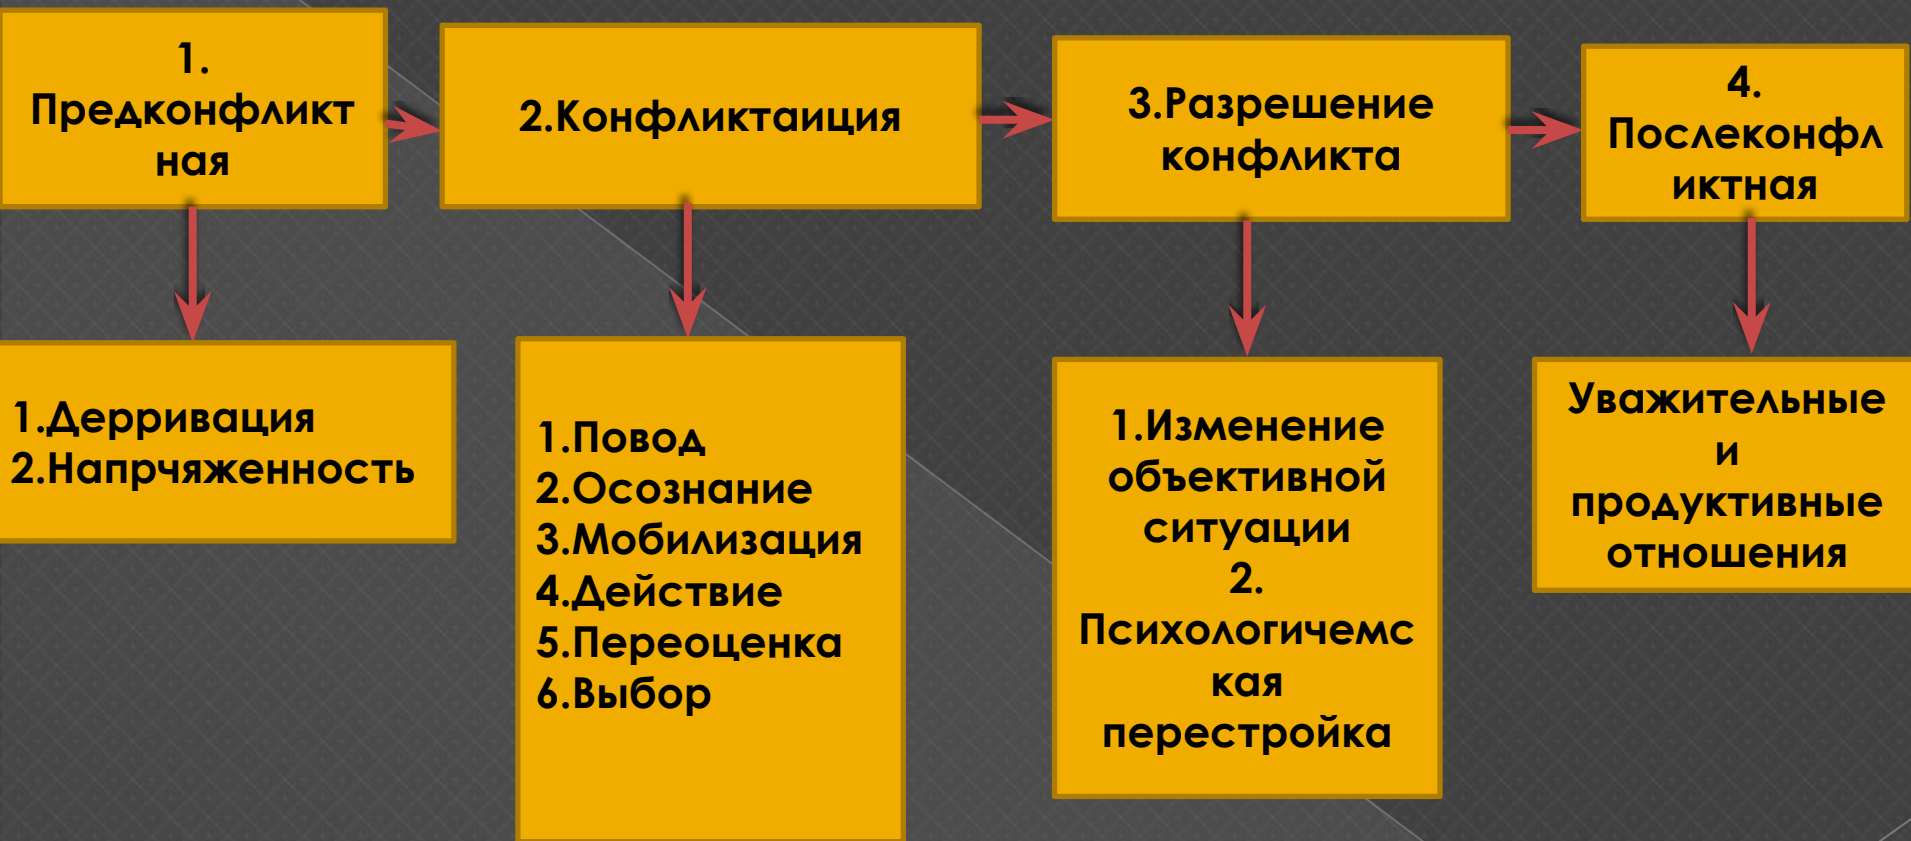 1.
Предконфликт
ная
2.Конфликтаиция
3.Разрешение
конфликта
4.
Послеконфл
иктная
1.Дерривация
2.Напрчяженность
1.Повод
2.Осознание
3.Мобилизация
4.Действие
5.Переоценка
6.Выбор
1.Изменение
объективной
ситуации
2.
Психологичемс
кая
перестройка
Уважительные
и
продуктивные
отношения